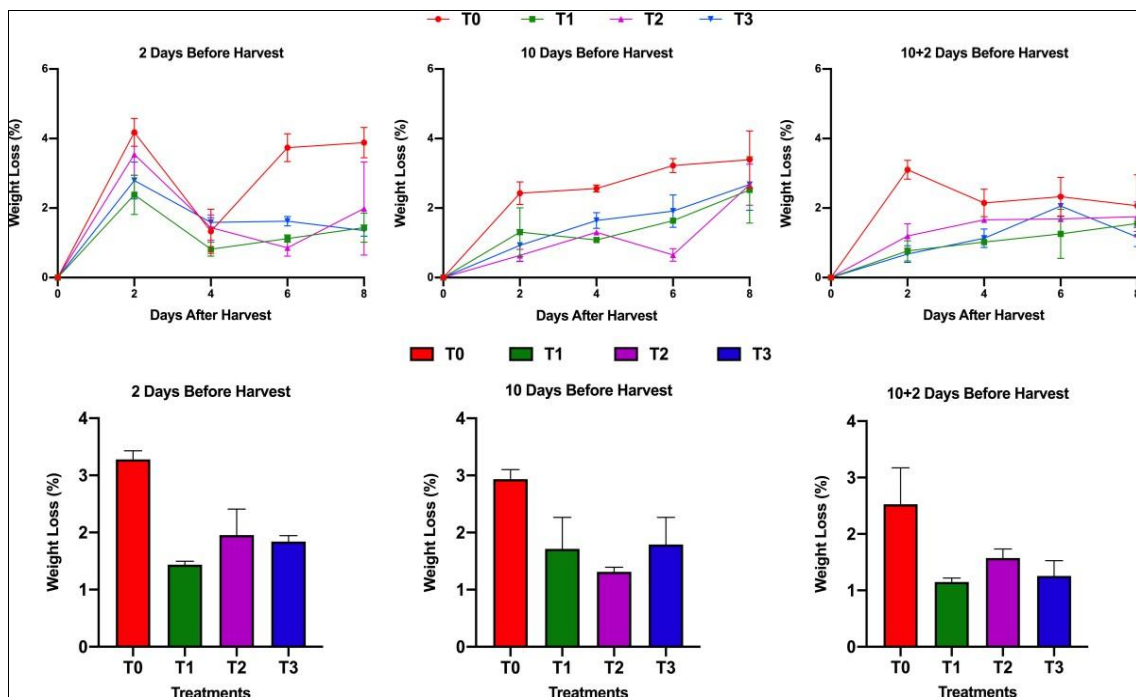 T0 T1 T2 T3
2 Days Before Harvest 10 Days Before Harvest 10+2 Days Before Harvest
Weight Loss (%) Weight Loss (%) Weight Loss (%)
6 6 6
4 4 4
2 2 2
0 0 0
0 2 4 6 8 0 2 4 6 8 0 2 4 6 8
Days After Harvest Days After Harvest Days After Harvest
T0 T1 T2 T3
2 Days Before Harvest 10 Days Before Harvest 10+2 Days Before Harvest
Weight Loss (%) Weight Loss (%) Weight Loss (%)
4 4 4
3 3 3
2 2 2
1 1 1
0 0 0
T0 T1 T2 T3 T0 T1 T2 T3 T0 T1 T2 T3
Treatments Treatments Treatments